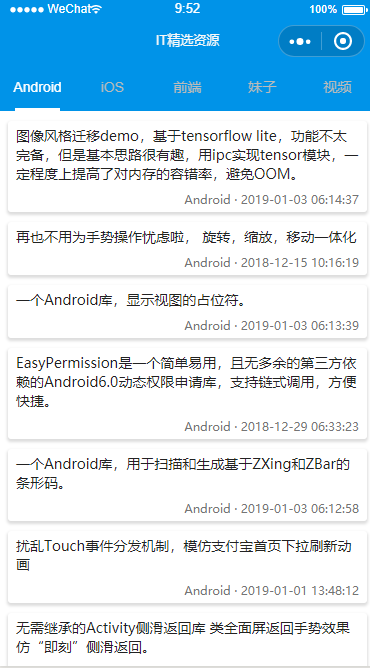 WeChat 9:52 100%
IT精选资源
Android iOS 前端 妹子 视频
图像风格迁移demo，基于tensorflow lite，功能不太
完备，但是基本思路很有趣，用ipc实现tensor模块，一
定程度上提高了对内存的容错率，避免OOM。
Android · 2019-01-03 06:14:37
再也不用为手势操作忧虑啦， 旋转，缩放，移动一体化
Android · 2018-12-15 10:16:19
一个Android库，显示视图的占位符。
Android · 2019-01-03 06:13:39
EasyPermission是一个简单易用，且无多余的第三方依
赖的Android6.0动态权限申请库，支持链式调用，方便
快捷。
Android · 2018-12-29 06:33:23
一个Android库，用于扫描和生成基于ZXing和ZBar的
条形码。
Android · 2019-01-03 06:12:58
扰乱Touch事件分发机制，模仿支付宝首页下拉刷新动
画
Android · 2019-01-01 13:48:12
无需继承的Activity侧滑返回库 类全面屏返回手势效果
仿“即刻”侧滑返回。